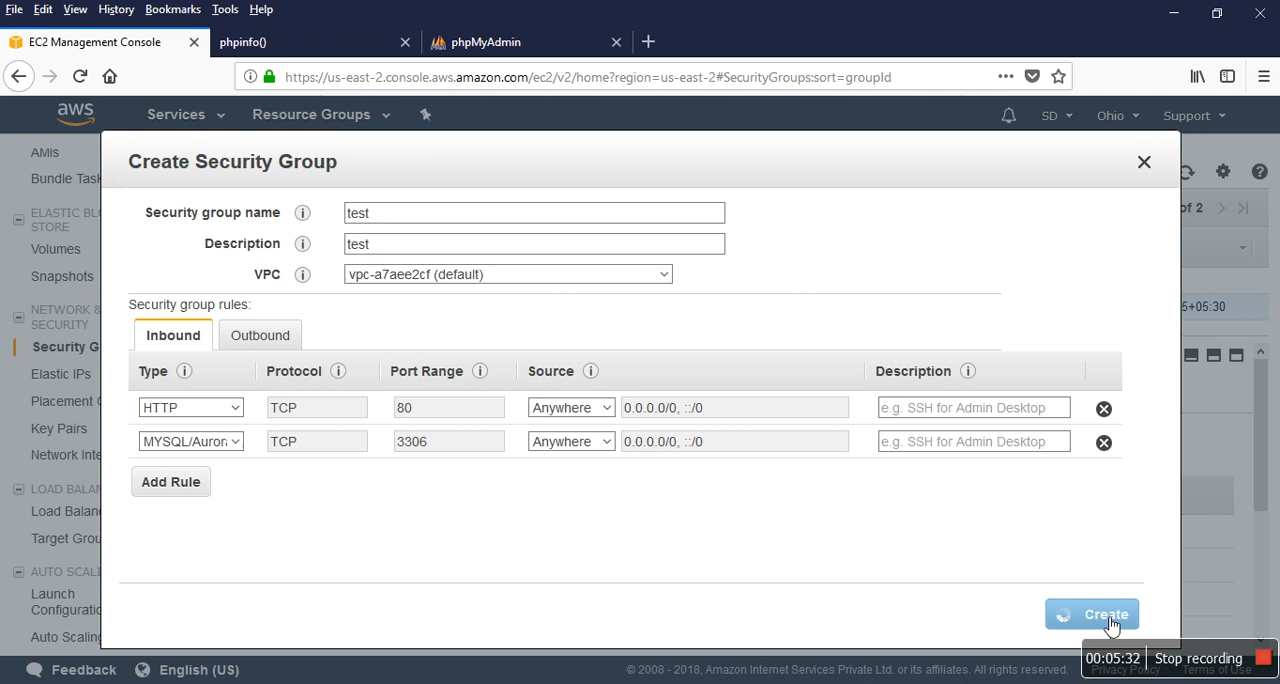 File Edit View History Bookmarks Tools Help
EC2 Management Console
phpinfo()
phpMyAdmin
https://us-east-2.console.aws.amazon.com/ec2/v2/home?region=us-east-2#SecurityGroups:sort=groupId
aws Services Resource Groups SD Ohio Support
AMIs
Bundle Task
ELASTIC BL
STORE
Volumes
Snapshots
NETWORK &
SECURITY
Security G
Elastic IPs
Placement
Key Pairs
Network Inte
LOAD BALAN
Load Balan
Target Grou
AUTO SCALI
Launch
Configuratio
Auto Scaling
of 2
5+05:30
Create Security Group
Security group name test
Description test
VPC vpc-a7aee2cf (default)
Security group rules:
Inbound Outbound
Type Protocol Port Range Source Description
HTTP TCP 80 Anywhere 0.0.0.0/0, ::/0 e.g. SSH for Admin Desktop
MYSQL/Auror TCP 3306 Anywhere 0.0.0.0/0, ::/0 e.g. SSH for Admin Desktop
Add Rule
Create
00:05:32 Stop recording
Feedback English (US) © 2008 - 2018, Amazon Internet Services Private Ltd. or its affiliates. All rights reserved. Privacy Policy Terms of Use